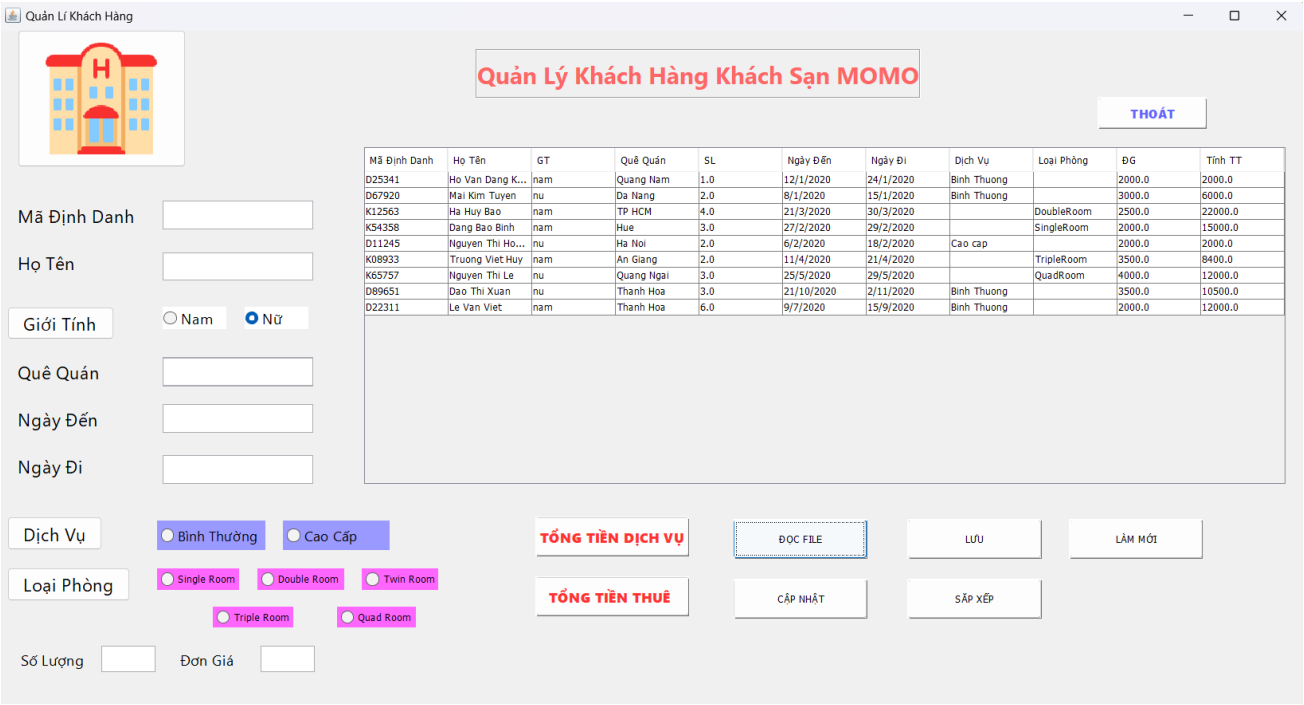 Quản Lí Khách Hàng
H
Quản Lý Khách Hàng Khách Sạn MOMO
THOÁT
Mã Định Danh Họ Tên GT Quê Quán SL Ngày Đến Ngày Đi Dịch Vụ Loại Phòng ĐG Tính TT
D25341 Ho Van Dang K... nam Quang Nam 1.0 12/1/2020 24/1/2020 Binh Thuong 2000.0 2000.0
D67920 Mai Kim Tuyen nu Da Nang 2.0 8/1/2020 15/1/2020 Binh Thuong 3000.0 6000.0
K12563 Ha Huy Bao nam TP HCM 4.0 21/3/2020 30/3/2020 DoubleRoom 2500.0 22000.0
K54358 Dang Bao Binh nam Hue 3.0 27/2/2020 29/2/2020 SingleRoom 2000.0 15000.0
D11245 Nguyen Thi Ho... nu Ha Noi 2.0 6/2/2020 18/2/2020 Cao cap 2000.0 2000.0
K08933 Truong Viet Huy nam An Giang 2.0 11/4/2020 21/4/2020 TripleRoom 3500.0 8400.0
K65757 Nguyen Thi Le nu Quang Ngai 3.0 25/5/2020 29/5/2020 QuadRoom 4000.0 12000.0
D89651 Dao Thi Xuan nu Thanh Hoa 3.0 21/10/2020 2/11/2020 Binh Thuong 3500.0 10500.0
D22311 Le Van Viet nam Thanh Hoa 6.0 9/7/2020 15/9/2020 Binh Thuong 2000.0 12000.0
Mã Định Danh
Họ Tên
Giới Tính Nam Nữ
Quê Quán
Ngày Đến
Ngày Đi
Dịch Vụ Bình Thường Cao Cấp
Loại Phòng Single Room Double Room Twin Room
Triple Room Quad Room
Số Lượng Đơn Giá
TỔNG TIỀN DỊCH VỤ ĐỌC FILE LƯU LÀM MỚI
TỔNG TIỀN THUÊ CẬP NHẬT SẮP XẾP